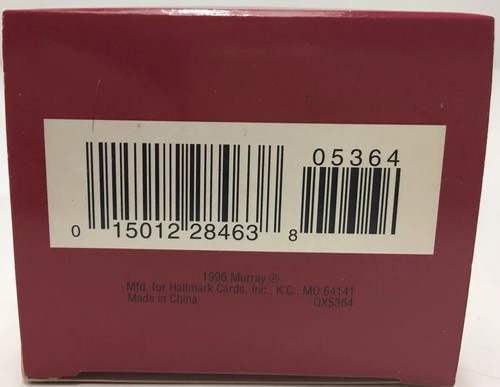 05364
0 15012 28463 8
1996 Murray ®
Mfd. for Hallmark Cards, Inc., K.C., MO 64141
Made in China QX5364